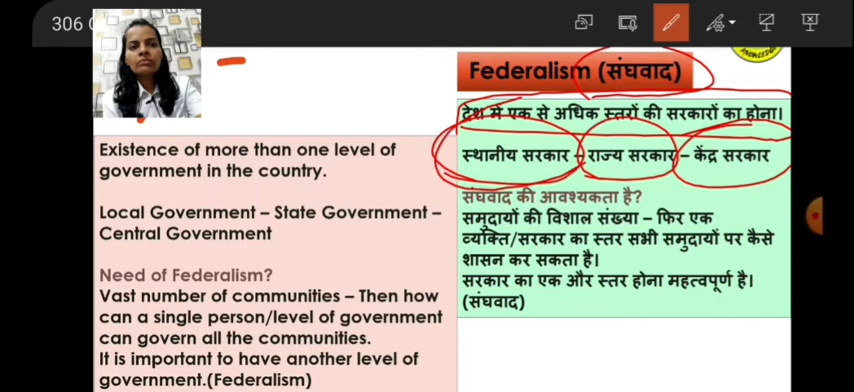 306 
Federalism (संघवाद)
देश में एक से अधिक स्तरों की सरकारों का होना।
स्थानीय सरकार – राज्य सरकार – केंद्र सरकार
संघवाद की आवश्यकता है?
समुदायों की विशाल संख्या – फिर एक
व्यक्ति/सरकार का स्तर सभी समुदायों पर कैसे
शासन कर सकता है।
सरकार का एक और स्तर होना महत्वपूर्ण है।
(संघवाद)
Existence of more than one level of
government in the country.
Local Government – State Government –
Central Government
Need of Federalism?
Vast number of communities – Then how
can a single person/level of government
can govern all the communities.
It is important to have another level of
government.(Federalism)